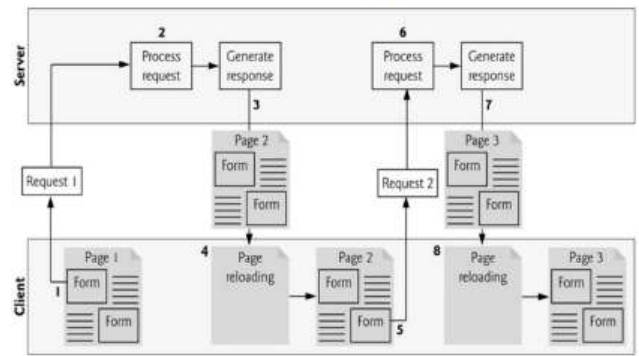 Server
2
Process
request
Generate
response
3
6
Process
request
Generate
response
7
Page 2
Form
Form
Page 3
Form
Form
Request 1
Request 2
Client
Page 1
Form
Form
1
4
Page
reloading
Page 2
Form
Form
5
8
Page
reloading
Page 3
Form
Form